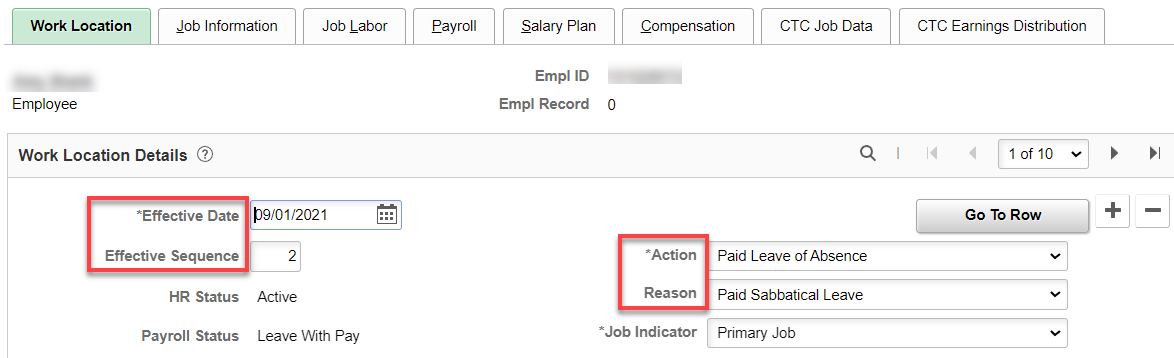 Work Location Job Information Job Labor Payroll Salary Plan Compensation CTC Job Data CTC Earnings Distribution
Empl ID
Employee Empl Record 0
Work Location Details ? 1 of 10
*Effective Date 09/01/2021 Go To Row + −
Effective Sequence 2 *Action Paid Leave of Absence
HR Status Active Reason Paid Sabbatical Leave
Payroll Status Leave With Pay *Job Indicator Primary Job